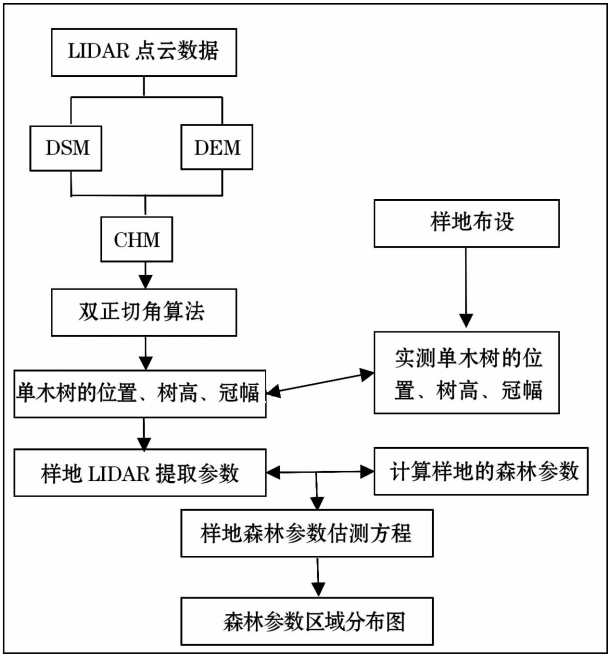 LIDAR 点云数据
DSM
DEM
CHM
样地布设
双正切角算法
实测单木树的位
置、树高、冠幅
单木树的位置、树高、冠幅
样地 LIDAR 提取参数
计算样地的森林参数
样地森林参数估测方程
森林参数区域分布图